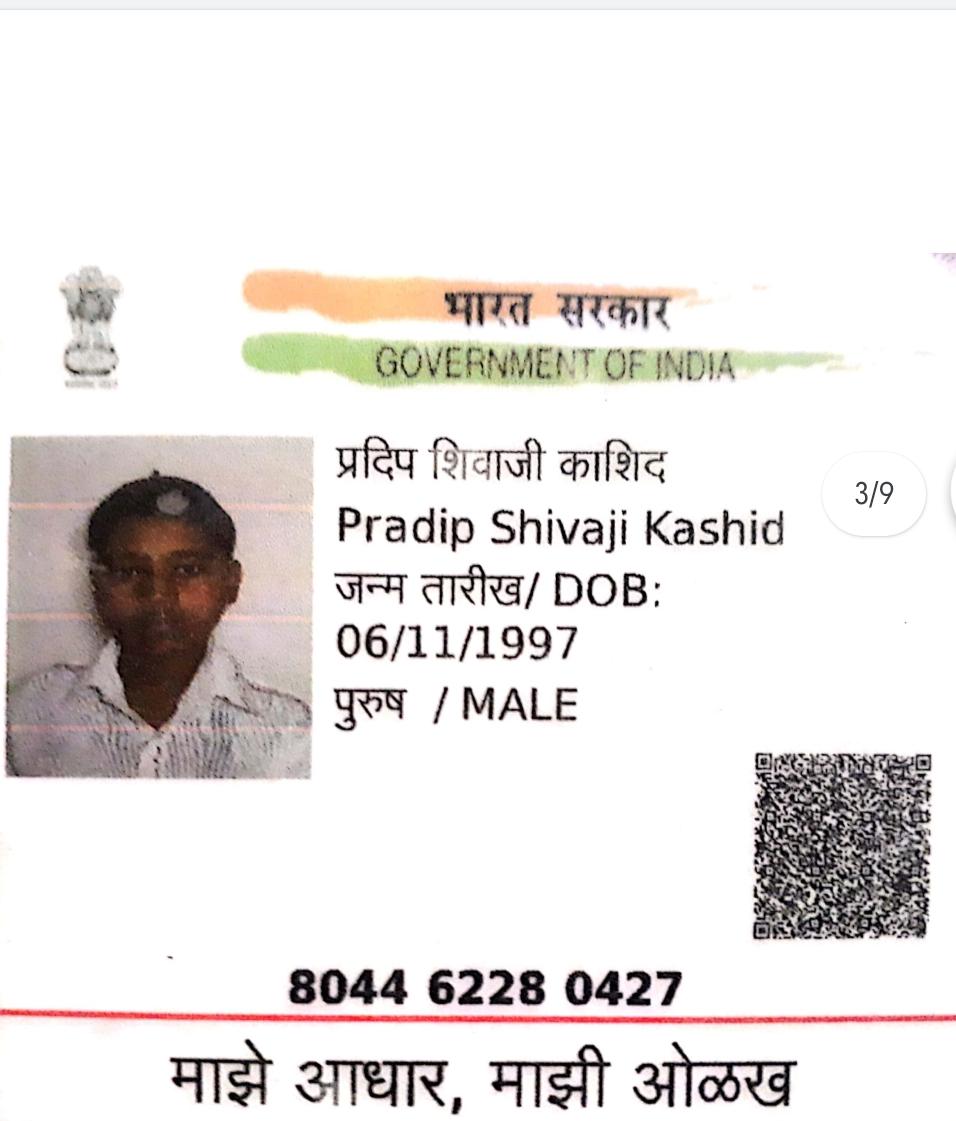 भारत सरकार
GOVERNMENT OF INDIA
प्रदिप शिवाजी काशिद
Pradip Shivaji Kashid
जन्म तारीख/ DOB:
06/11/1997
पुरुष / MALE
3/9
8044 6228 0427
माझे आधार, माझी ओळख